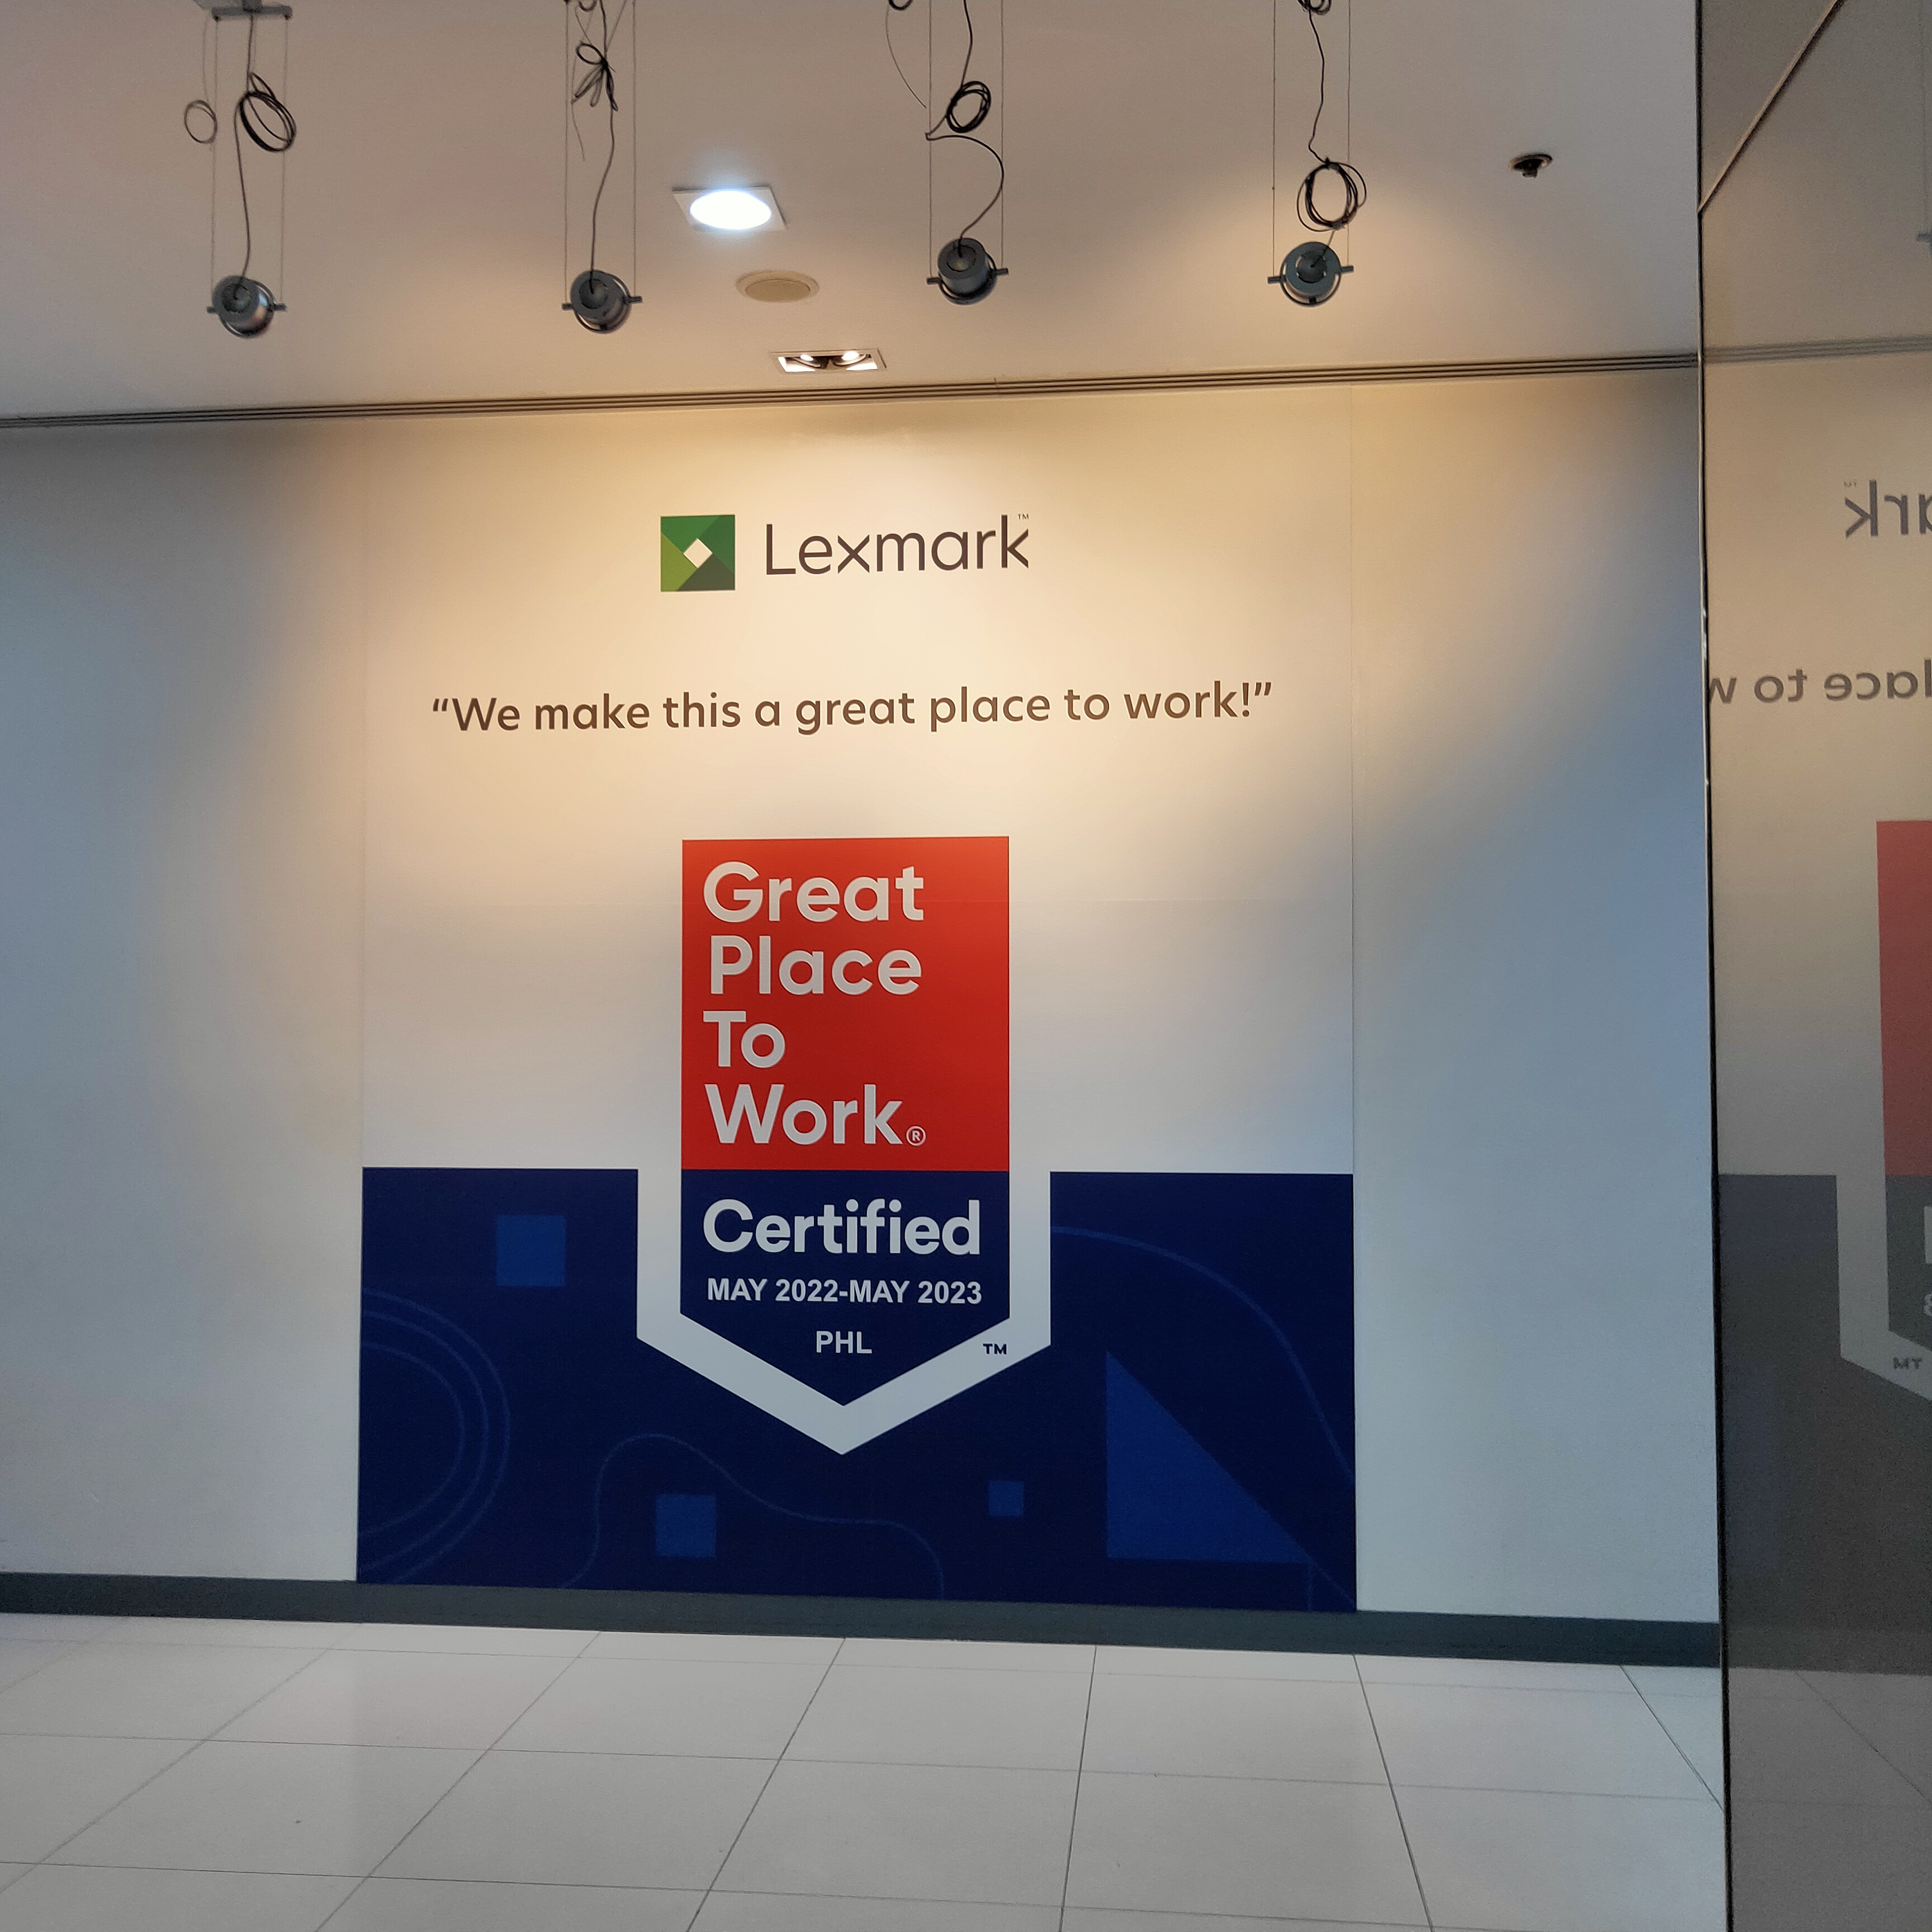 Lexmark™
“We make this a great place to work!”
Great
Place
To
Work®
Certified
MAY 2022-MAY 2023
PHL
™